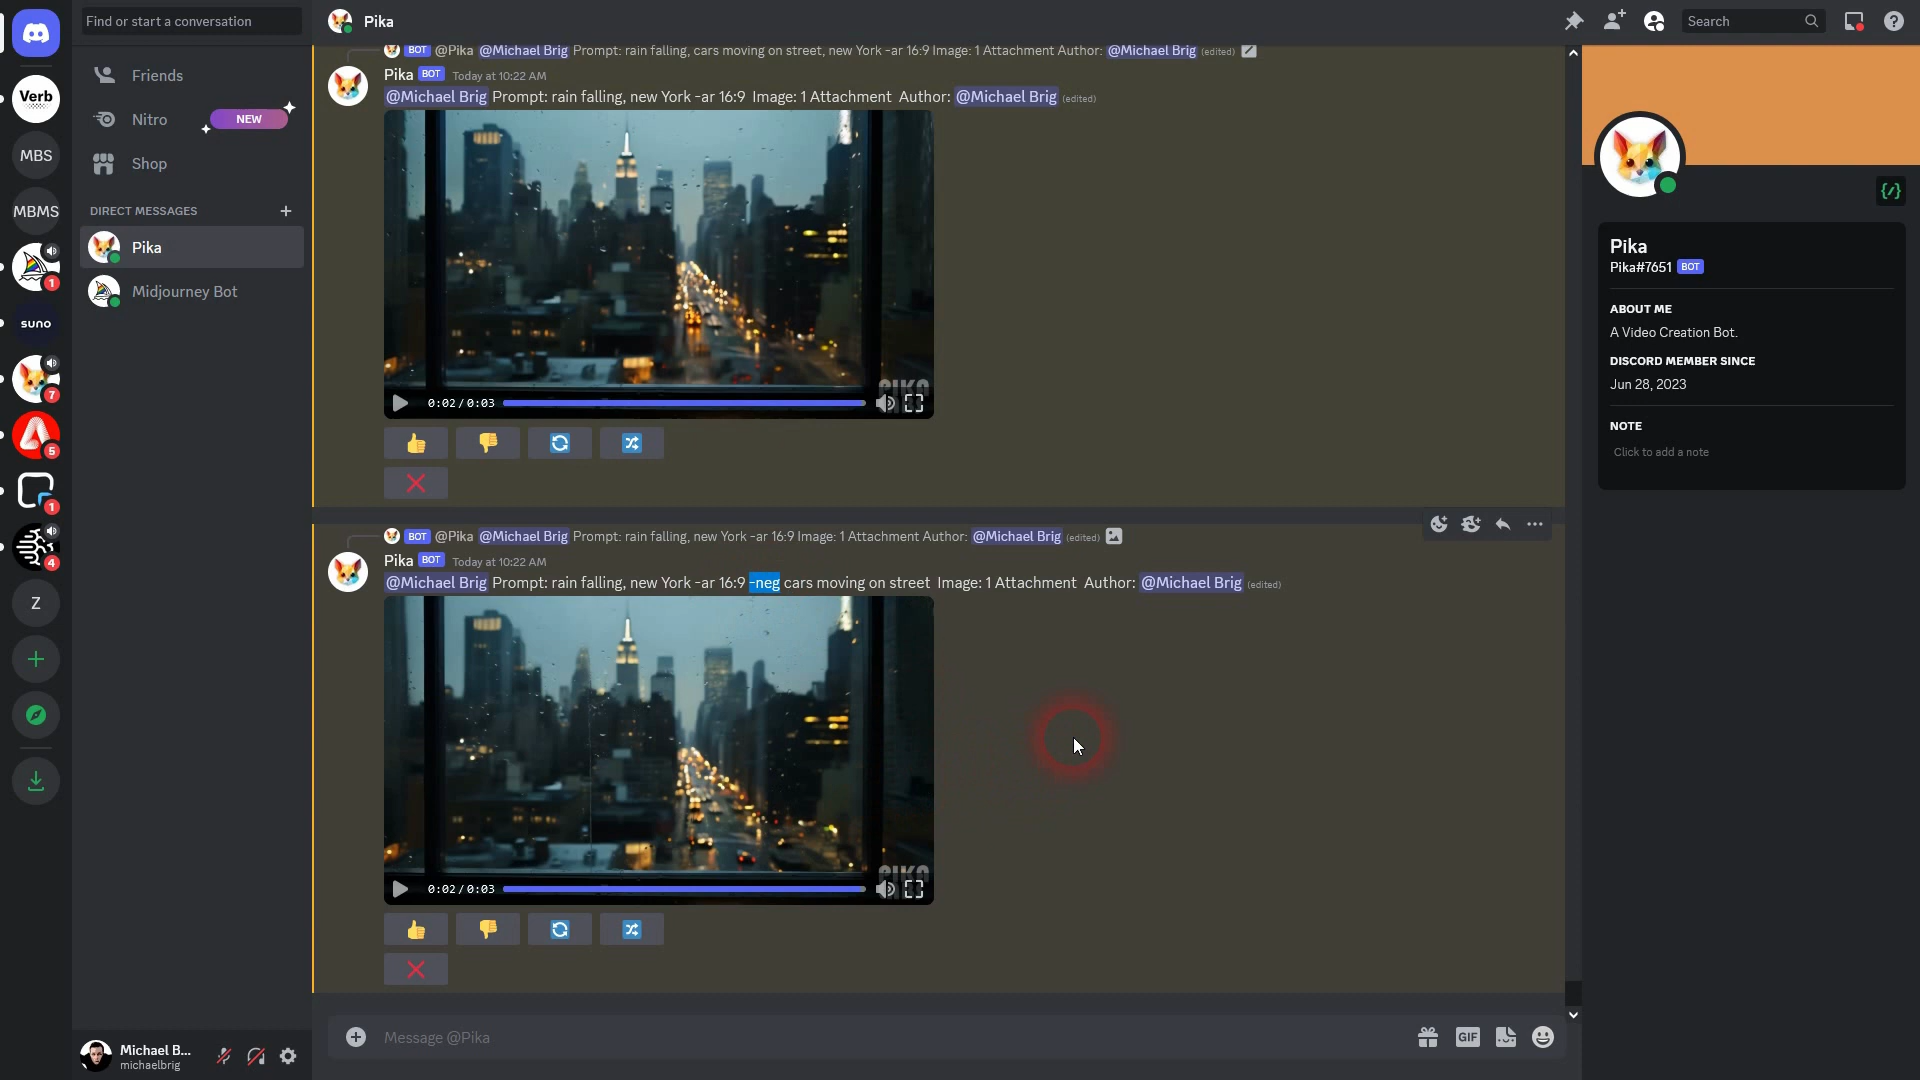 Find or start a conversation
Pika
Search
Verb
Friends
BOT @Pika @Michael Brig Prompt: rain falling, cars moving on street, new York -ar 16:9 Image: 1 Attachment Author: @Michael Brig (edited)
Pika BOT Today at 10:22 AM
@Michael Brig Prompt: rain falling, new York -ar 16:9 Image: 1 Attachment Author: @Michael Brig (edited)
Nitro
NEW
MBS
Shop
MBMS
DIRECT MESSAGES
Pika
Pika
Pika#7651 BOT
1
Midjourney Bot
ABOUT ME
suno
A Video Creation Bot.
DISCORD MEMBER SINCE
Jun 28, 2023
7
PIKA
0:02/0:03
NOTE
Click to add a note
5
1
BOT @Pika @Michael Brig Prompt: rain falling, new York -ar 16:9 Image: 1 Attachment Author: @Michael Brig (edited)
4
Pika BOT Today at 10:22 AM
@Michael Brig Prompt: rain falling, new York -ar 16:9 -neg cars moving on street Image: 1 Attachment Author: @Michael Brig (edited)
Z
PIKA
0:02/0:03
Message @Pika
GIF
Michael B...
michaelbrig